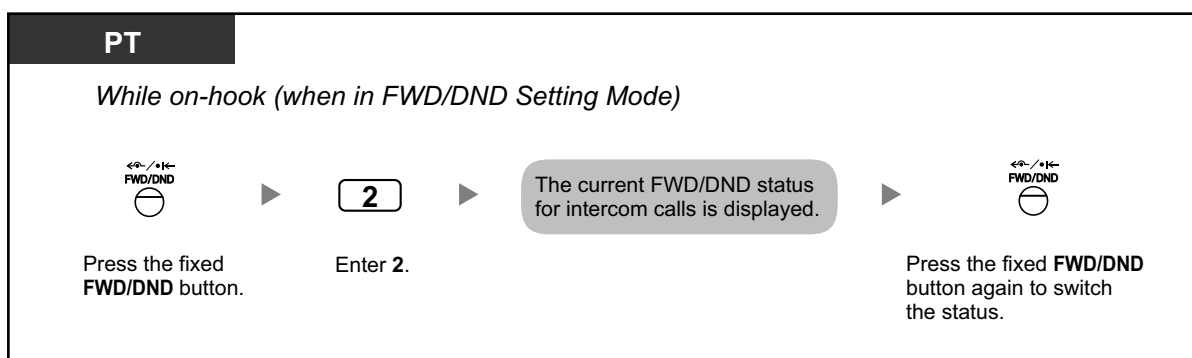 PT
While on-hook (when in FWD/DND Setting Mode)
FWD/DND
2
The current FWD/DND status
for intercom calls is displayed.
FWD/DND
Press the fixed
FWD/DND button.
Enter 2.
Press the fixed FWD/DND
button again to switch
the status.